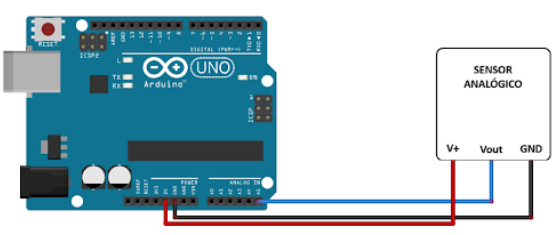 RESET
ICSP2
AREF
GND
13
12
~11
~10
~9
8
7
~6
~5
4
~3
2
TX▸1
RX◂0
DIGITAL (PWM~)
L
TX
RX
UNO
Arduino™
ON
1
ICSP
POWER
ANALOG IN
IOREF
RESET
3V3
5V
GND
GND
VIN
A0
A1
A2
A3
A4
A5
SENSOR
ANALÓGICO
V+ Vout GND